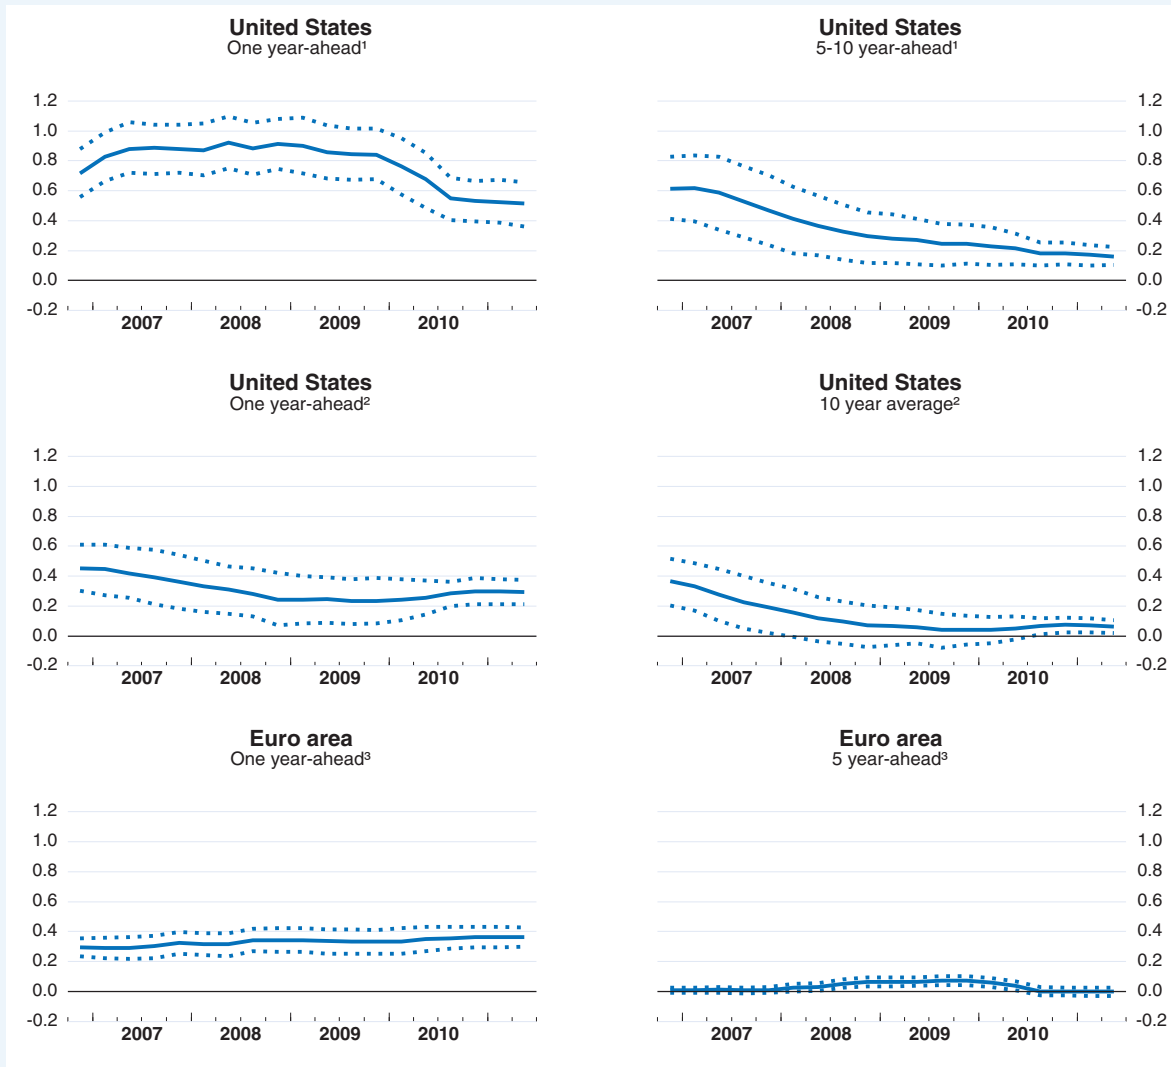 United States
One year-ahead¹
1.2
1.0
0.8
0.6
0.4
0.2
0.0
-0.2
2007 2008 2009 2010
United States
5-10 year-ahead¹
1.2
1.0
0.8
0.6
0.4
0.2
0.0
-0.2
2007 2008 2009 2010
United States
One year-ahead²
1.2
1.0
0.8
0.6
0.4
0.2
0.0
-0.2
2007 2008 2009 2010
United States
10 year average²
1.2
1.0
0.8
0.6
0.4
0.2
0.0
-0.2
2007 2008 2009 2010
Euro area
One year-ahead³
1.2
1.0
0.8
0.6
0.4
0.2
0.0
-0.2
2007 2008 2009 2010
Euro area
5 year-ahead³
1.2
1.0
0.8
0.6
0.4
0.2
0.0
-0.2
2007 2008 2009 2010